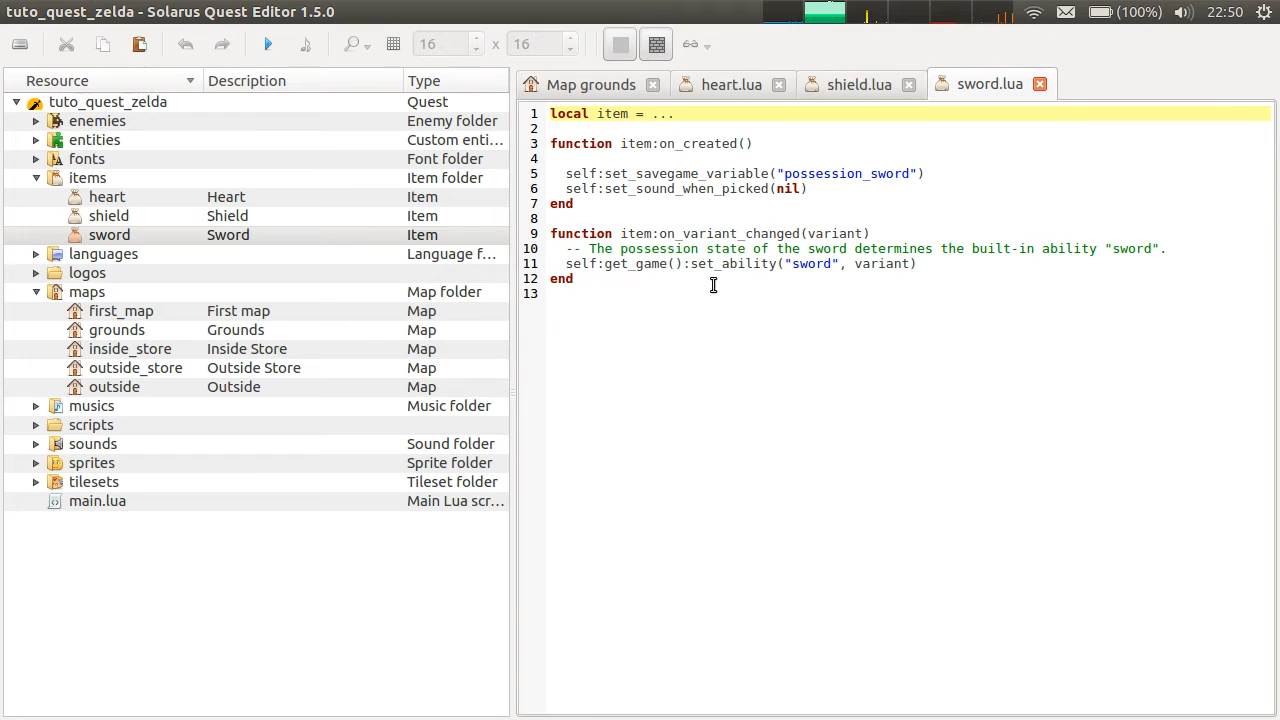 tuto_quest_zelda - Solarus Quest Editor 1.5.0
(100%)
22:50
16
x
16
Resource Description Type
tuto_quest_zelda Quest
enemies Enemy folder
entities Custom enti...
fonts Font folder
items Item folder
heart Heart Item
shield Shield Item
sword Sword Item
languages Language f...
logos
maps Map folder
first_map First map Map
grounds Grounds Map
inside_store Inside Store Map
outside_store Outside Store Map
outside Outside Map
musics Music folder
scripts
sounds Sound folder
sprites Sprite folder
tilesets Tileset folder
main.lua Main Lua scr...
Map grounds heart.lua shield.lua sword.lua
1 local item = ...
2
3 function item:on_created()
4
5 self:set_savegame_variable("possession_sword")
6 self:set_sound_when_picked(nil)
7 end
8
9 function item:on_variant_changed(variant)
10 -- The possession state of the sword determines the built-in ability "sword".
11 self:get_game():set_ability("sword", variant)
12 end
13